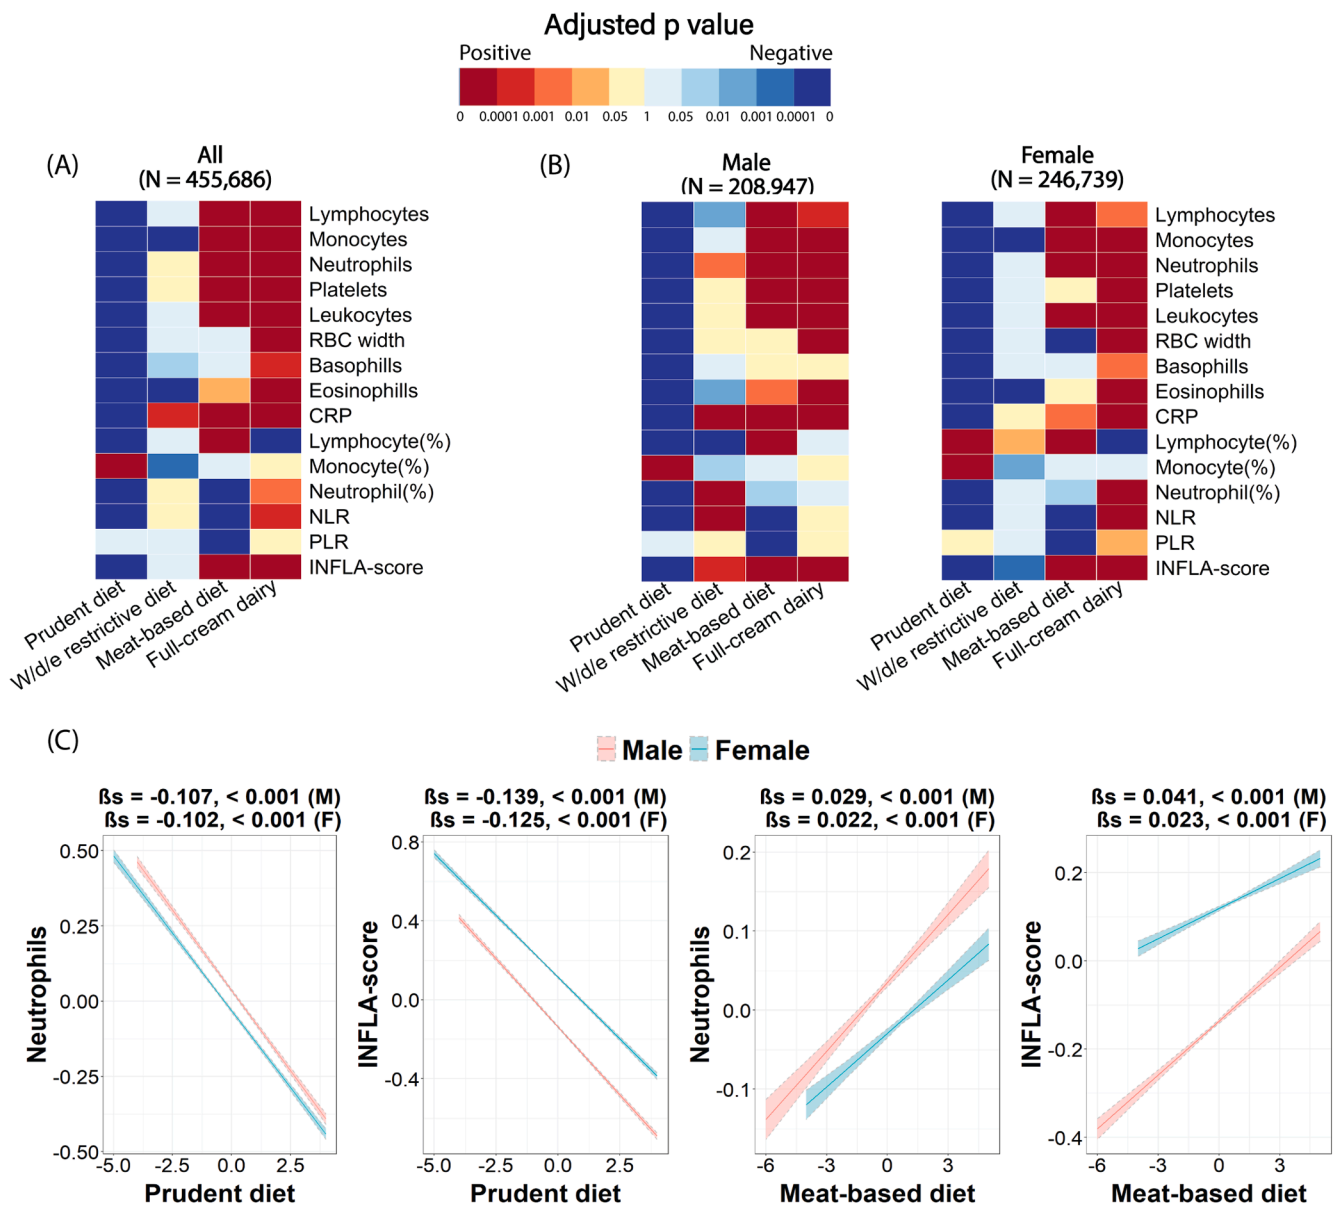 Adjusted p value
Positive Negative
0 0.0001 0.001 0.01 0.05 1 0.05 0.01 0.001 0.0001 0
(A)
All
(N = 455,686)
Lymphocytes
Monocytes
Neutrophils
Platelets
Leukocytes
RBC width
Basophills
Eosinophills
CRP
Lymphocyte(%)
Monocyte(%)
Neutrophil(%)
NLR
PLR
INFLA-score
Prudent diet
W/d/e restrictive diet
Meat-based diet
Full-cream dairy
(B)
Male
(N = 208,947)
Prudent diet
W/d/e restrictive diet
Meat-based diet
Full-cream dairy
Female
(N = 246,739)
Lymphocytes
Monocytes
Neutrophils
Platelets
Leukocytes
RBC width
Basophills
Eosinophills
CRP
Lymphocyte(%)
Monocyte(%)
Neutrophil(%)
NLR
PLR
INFLA-score
Prudent diet
W/d/e restrictive diet
Meat-based diet
Full-cream dairy
(C)
Male Female
ßs = -0.107, < 0.001 (M)
ßs = -0.102, < 0.001 (F)
Neutrophils
0.50
0.25
0.00
-0.25
-0.50
-5.0 -2.5 0.0 2.5
Prudent diet
ßs = -0.139, < 0.001 (M)
ßs = -0.125, < 0.001 (F)
INFLA-score
0.8
0.4
0.0
-0.4
-5.0 -2.5 0.0 2.5
Prudent diet
ßs = 0.029, < 0.001 (M)
ßs = 0.022, < 0.001 (F)
Neutrophils
0.2
0.1
0.0
-0.1
-6 -3 0 3
Meat-based diet
ßs = 0.041, < 0.001 (M)
ßs = 0.023, < 0.001 (F)
INFLA-score
0.2
0.0
-0.2
-0.4
-6 -3 0 3
Meat-based diet